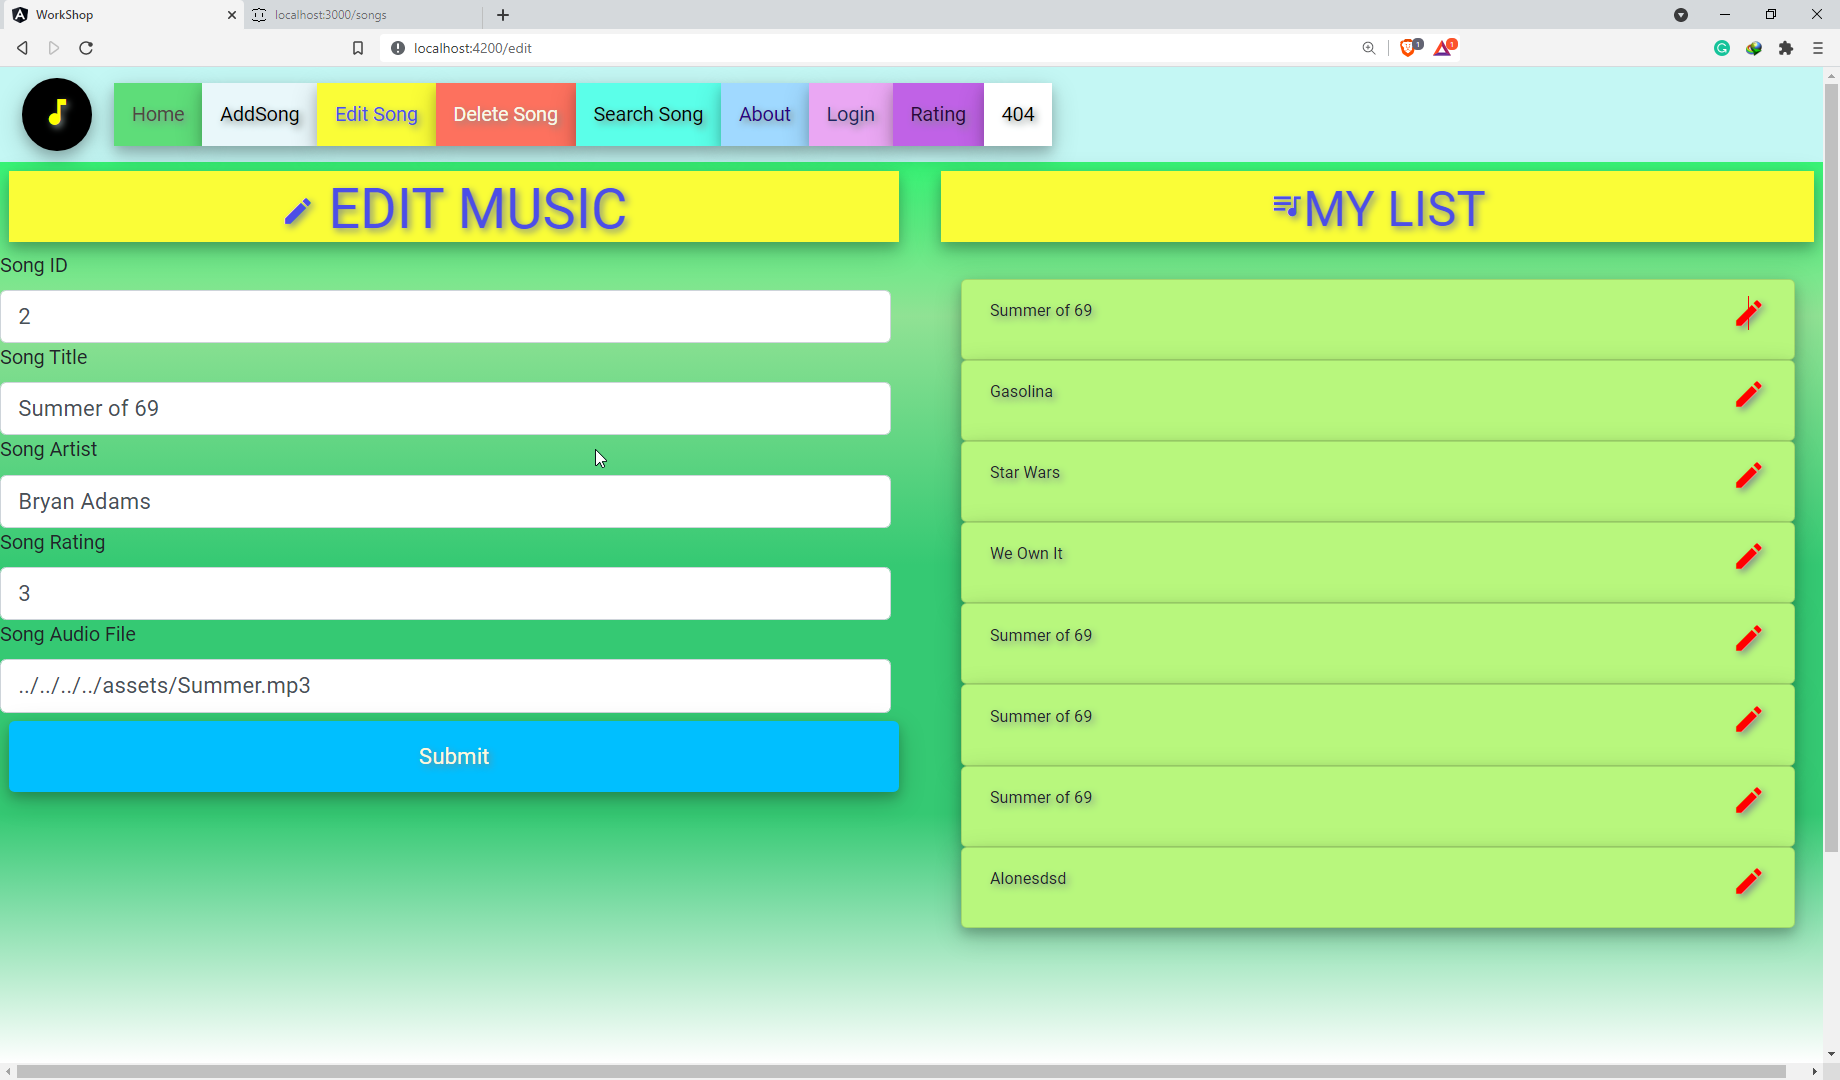 WorkShop
localhost:3000/songs
localhost:4200/edit
1
1
Home
AddSong
Edit Song
Delete Song
Search Song
About
Login
Rating
404
EDIT MUSIC
Song ID
2
Song Title
Summer of 69
Song Artist
Bryan Adams
Song Rating
3
Song Audio File
../../../../assets/Summer.mp3
Submit
MY LIST
Summer of 69
Gasolina
Star Wars
We Own It
Summer of 69
Summer of 69
Summer of 69
Alonesdsd